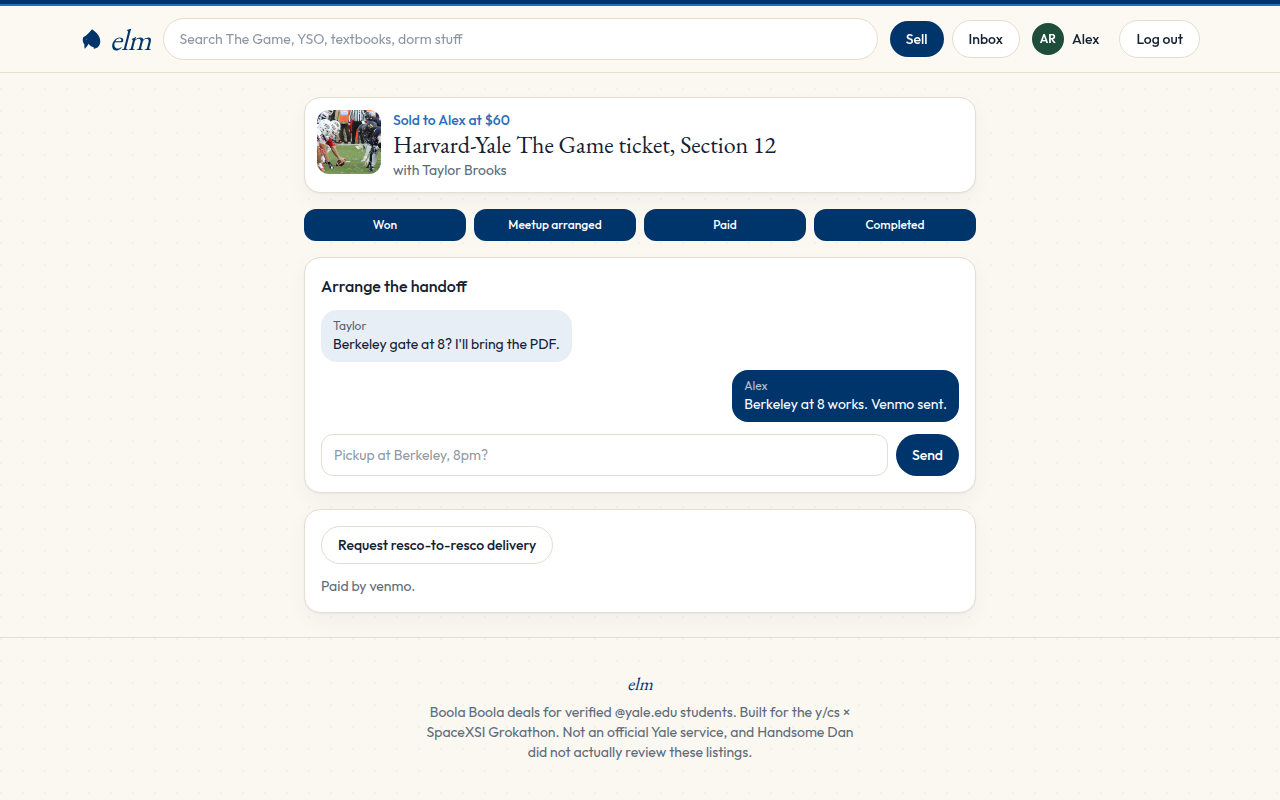 elm
Search The Game, YSO, textbooks, dorm stuff
Sell
Inbox
AR
Alex
Log out
Sold to Alex at $60
Harvard-Yale The Game ticket, Section 12
with Taylor Brooks
Won
Meetup arranged
Paid
Completed
Arrange the handoff
Taylor
Berkeley gate at 8? I'll bring the PDF.
Alex
Berkeley at 8 works. Venmo sent.
Pickup at Berkeley, 8pm?
Send
Request resco-to-resco delivery
Paid by venmo.
elm
Boola Boola deals for verified @yale.edu students. Built for the y/cs ×
SpaceXSI Grokathon. Not an official Yale service, and Handsome Dan
did not actually review these listings.